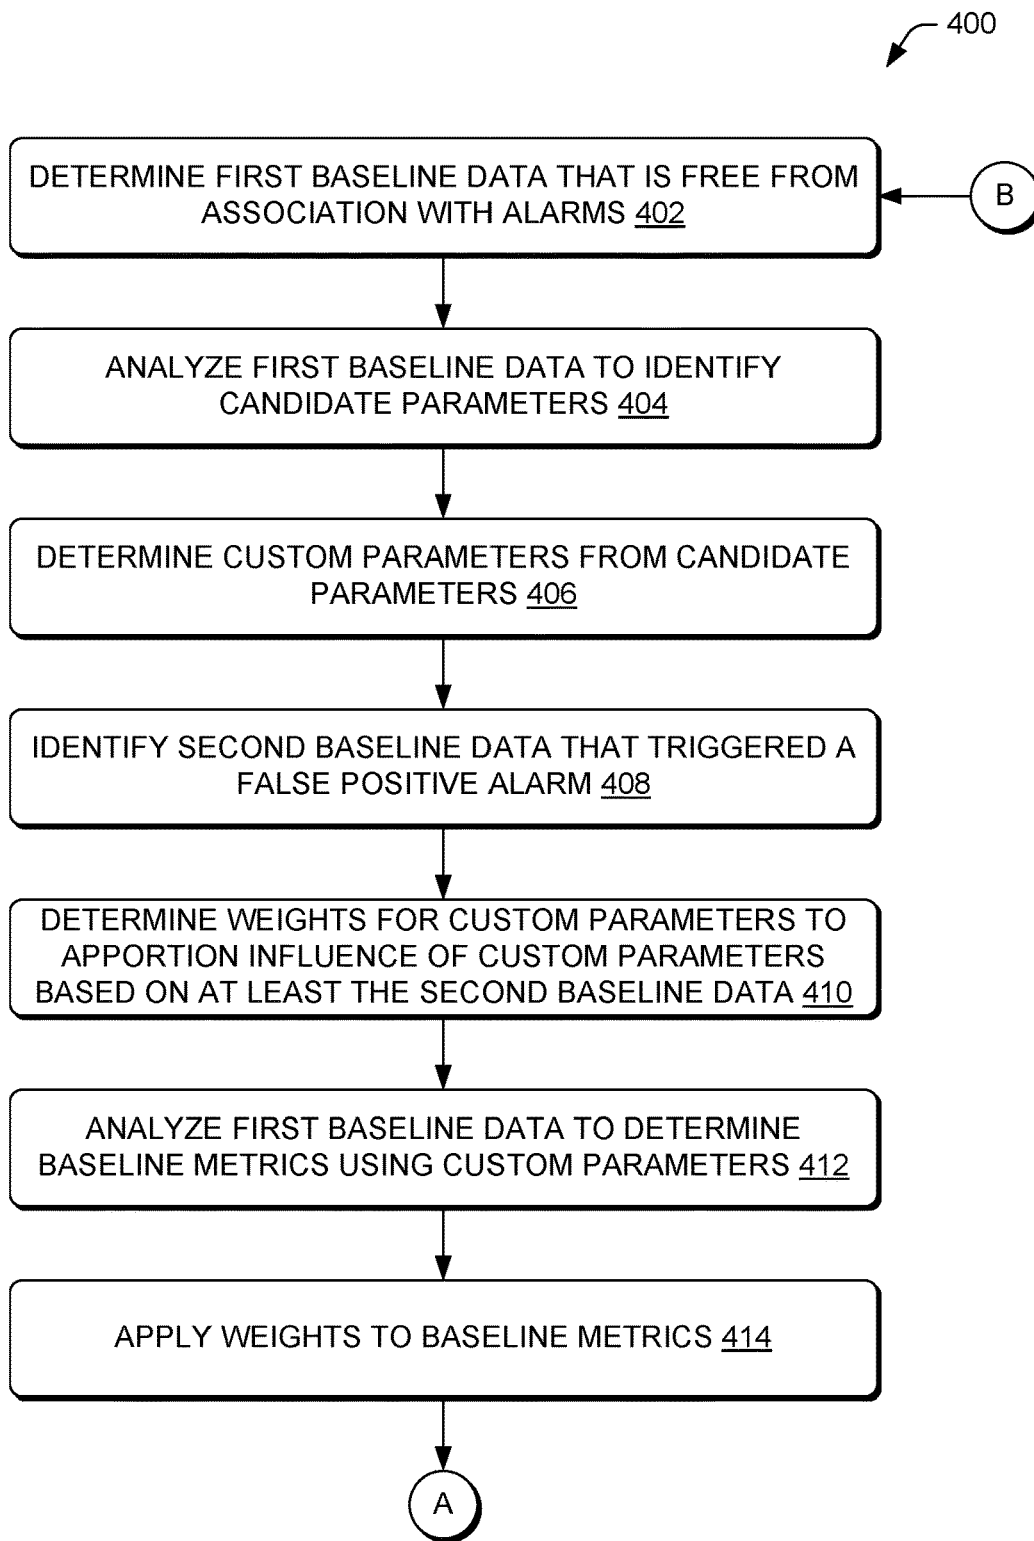 400
DETERMINE FIRST BASELINE DATA THAT IS FREE FROM
ASSOCIATION WITH ALARMS 402
B
ANALYZE FIRST BASELINE DATA TO IDENTIFY
CANDIDATE PARAMETERS 404
DETERMINE CUSTOM PARAMETERS FROM CANDIDATE
PARAMETERS 406
IDENTIFY SECOND BASELINE DATA THAT TRIGGERED A
FALSE POSITIVE ALARM 408
DETERMINE WEIGHTS FOR CUSTOM PARAMETERS TO
APPORTION INFLUENCE OF CUSTOM PARAMETERS
BASED ON AT LEAST THE SECOND BASELINE DATA 410
ANALYZE FIRST BASELINE DATA TO DETERMINE
BASELINE METRICS USING CUSTOM PARAMETERS 412
APPLY WEIGHTS TO BASELINE METRICS 414
A